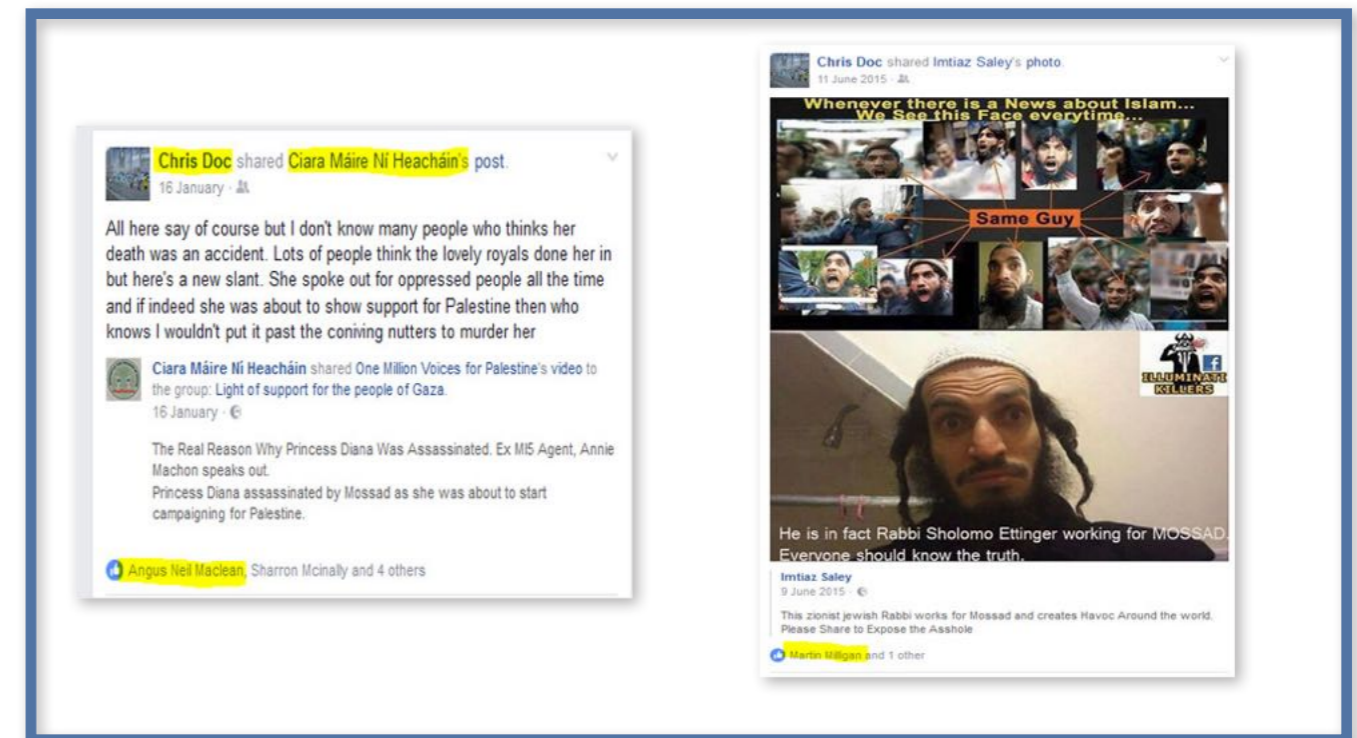 Chris Doc shared Ciara Máire Ní Heacháin's post.
16 January
All here say of course but I don't know many people who thinks her
death was an accident. Lots of people think the lovely royals done her in
but here's a new slant. She spoke out for oppressed people all the time
and if indeed she was about to show support for Palestine then who
knows I wouldn't put it past the coniving nutters to murder her
Ciara Máire Ní Heacháin shared One Million Voices for Palestine's video to
the group: Light of support for the people of Gaza.
16 January
The Real Reason Why Princess Diana Was Assassinated. Ex MI5 Agent, Annie
Machon speaks out.
Princess Diana assassinated by Mossad as she was about to start
campaigning for Palestine.
Angus Neil Maclean, Sharron Mcinally and 4 others
Chris Doc shared Imtiaz Saley's photo.
11 June 2015
Whenever there is a News about Islam...
We See this Face everytime...
Same Guy
ILLUMINATI
KILLERS
He is in fact Rabbi Sholomo Ettinger working for MOSSAD.
Everyone should know the truth.
Imtiaz Saley
9 June 2015
This zionist jewish Rabbi works for Mossad and creates Havoc Around the world.
Please Share to Expose the Asshole
Martin Milligan and 1 other